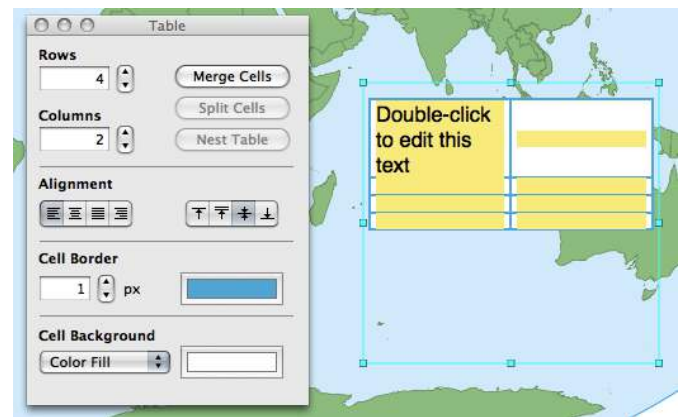 Table
Rows
4
Merge Cells
Split Cells
Columns
2
Nest Table
Alignment
Cell Border
1 px
Cell Background
Color Fill
Double-click
to edit this
text